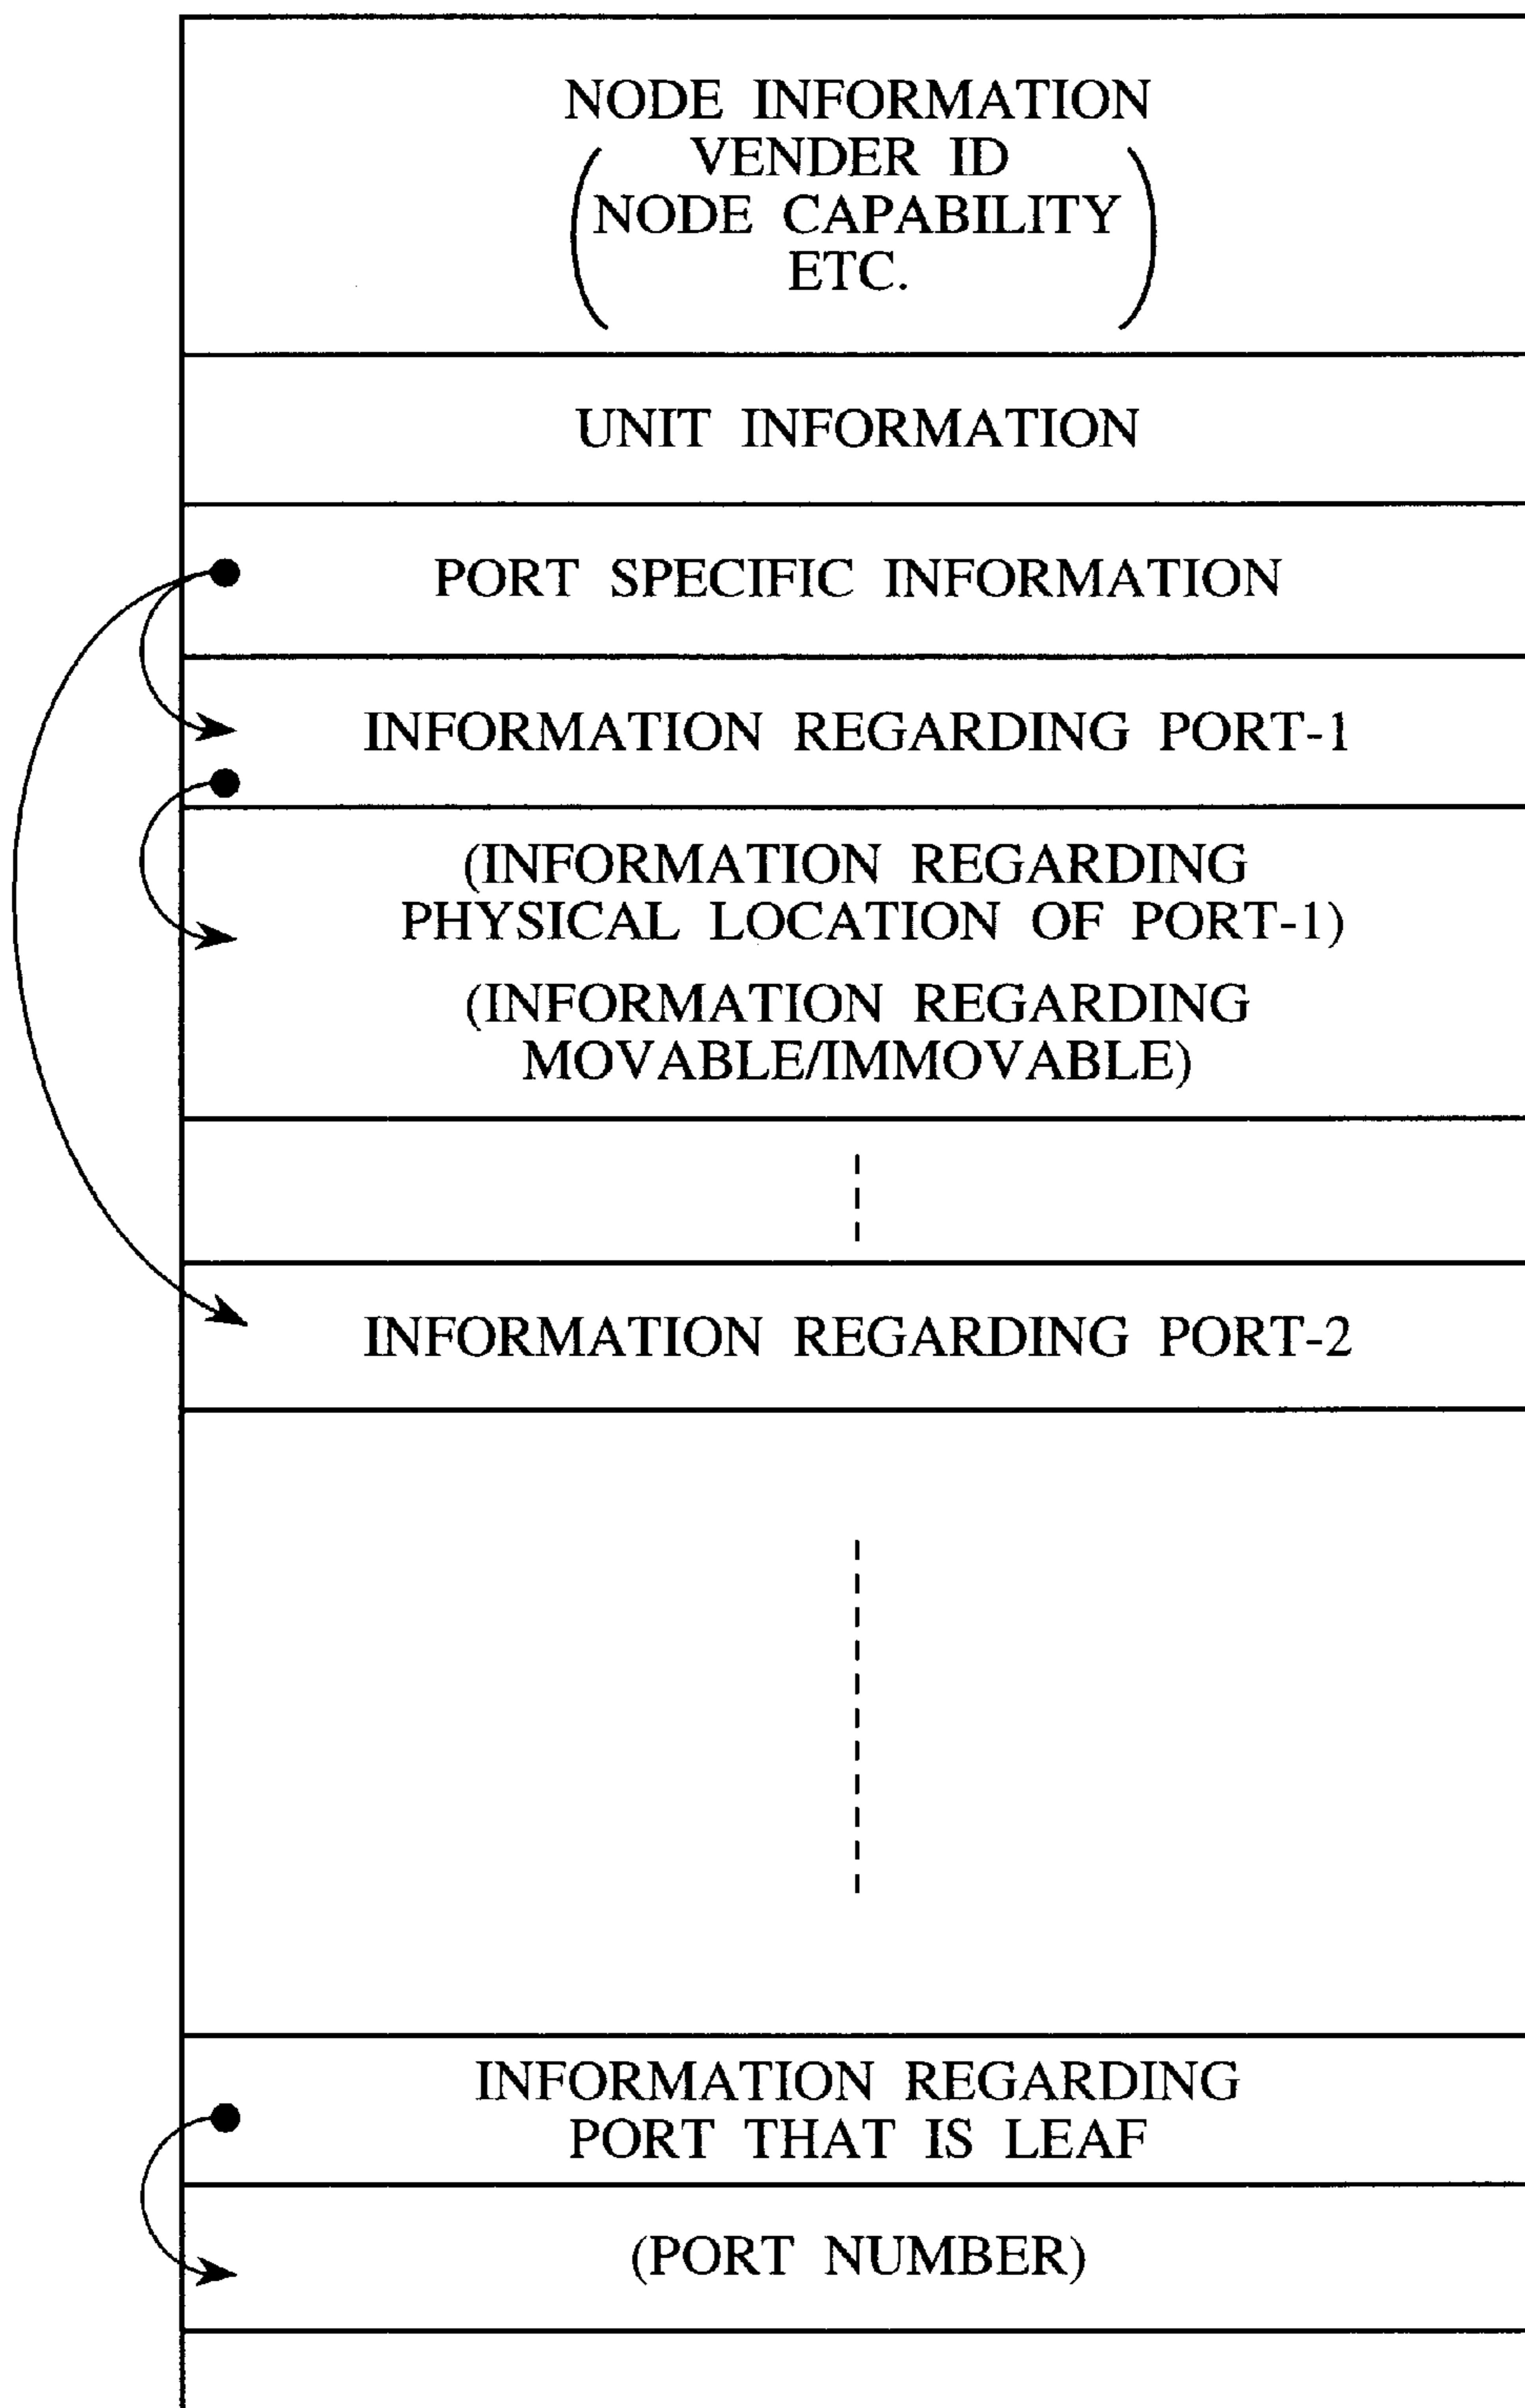 NODE INFORMATION
VENDER ID
NODE CAPABILITY
ETC.
UNIT INFORMATION
PORT SPECIFIC INFORMATION
INFORMATION REGARDING PORT-1
(INFORMATION REGARDING
PHYSICAL LOCATION OF PORT-1)
(INFORMATION REGARDING
MOVABLE/IMMOVABLE)
INFORMATION REGARDING PORT-2
INFORMATION REGARDING
PORT THAT IS LEAF
(PORT NUMBER)